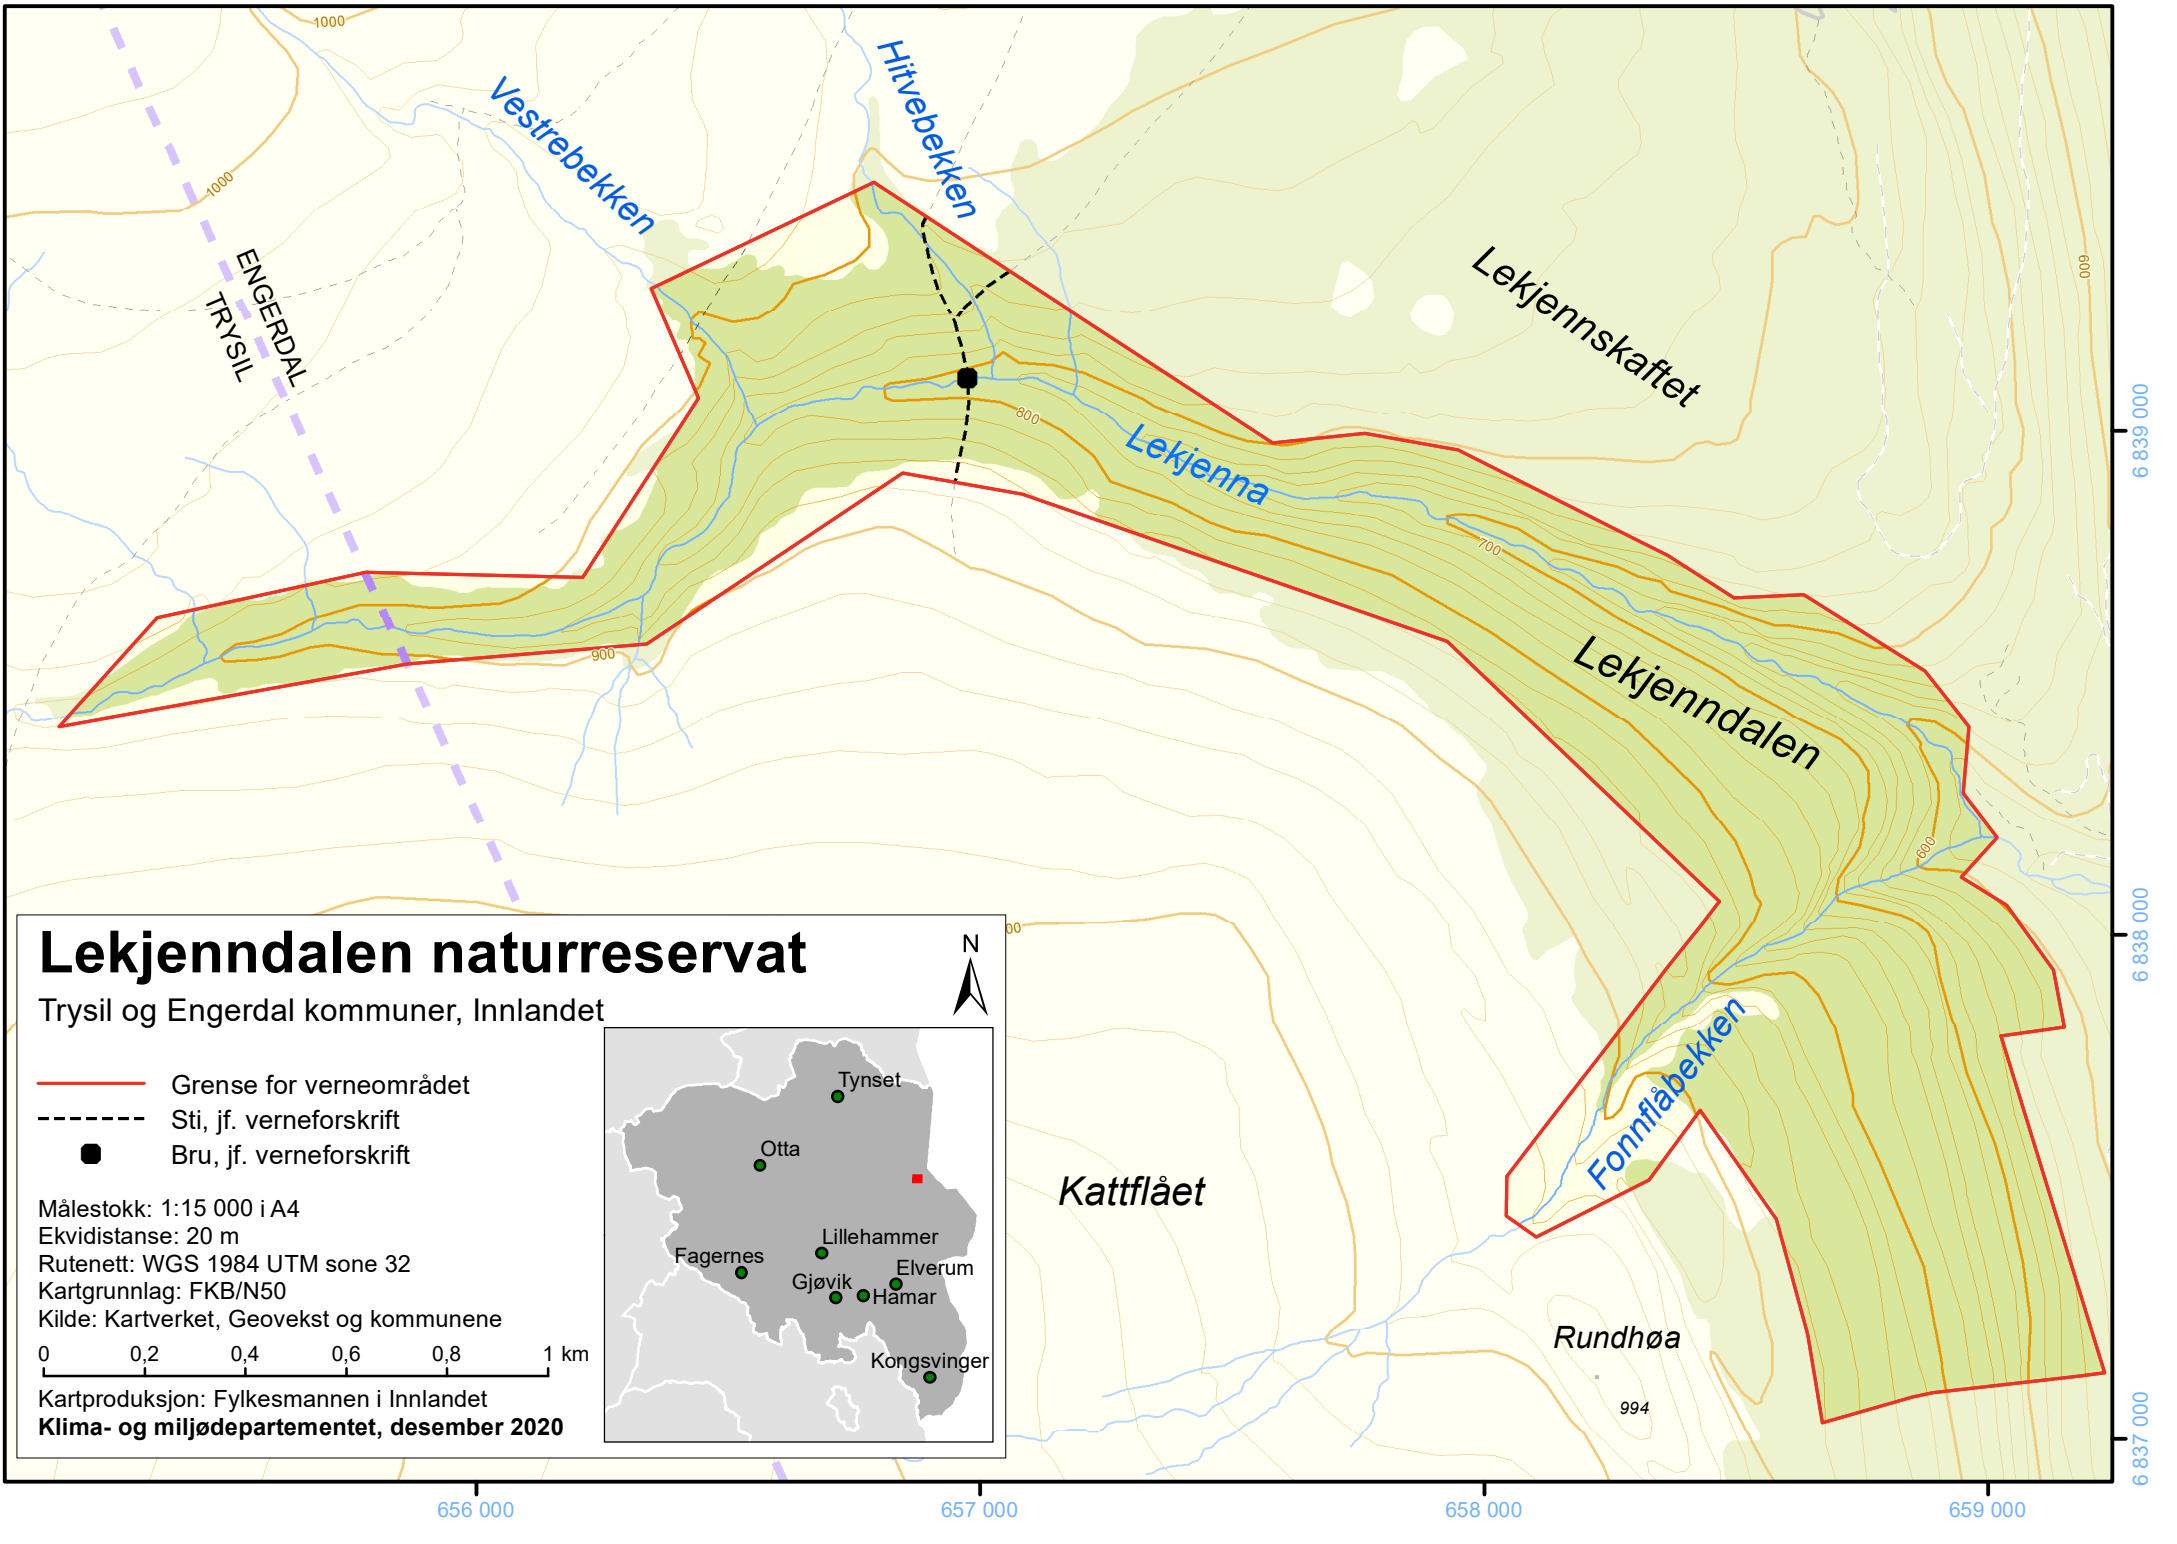 1000
1000
Vestrebekken
Hitvebekken
ENGERDAL
TRYSIL
Lekjennskaftet
600
800
Lekjenna
700
Lekjenndalen
900
600
00
Fonnflåbekken
Kattflået
Rundhøa
994
6 839 000
6 838 000
6 837 000
656 000
657 000
658 000
659 000
Lekjenndalen naturreservat
Trysil og Engerdal kommuner, Innlandet
N
Grense for verneområdet
Sti, jf. verneforskrift
Bru, jf. verneforskrift
Målestokk: 1:15 000 i A4
Ekvidistanse: 20 m
Rutenett: WGS 1984 UTM sone 32
Kartgrunnlag: FKB/N50
Kilde: Kartverket, Geovekst og kommunene
0 0,2 0,4 0,6 0,8 1 km
Kartproduksjon: Fylkesmannen i Innlandet
Klima- og miljødepartementet, desember 2020
Tynset
Otta
Lillehammer
Fagernes
Elverum
Gjøvik
Hamar
Kongsvinger